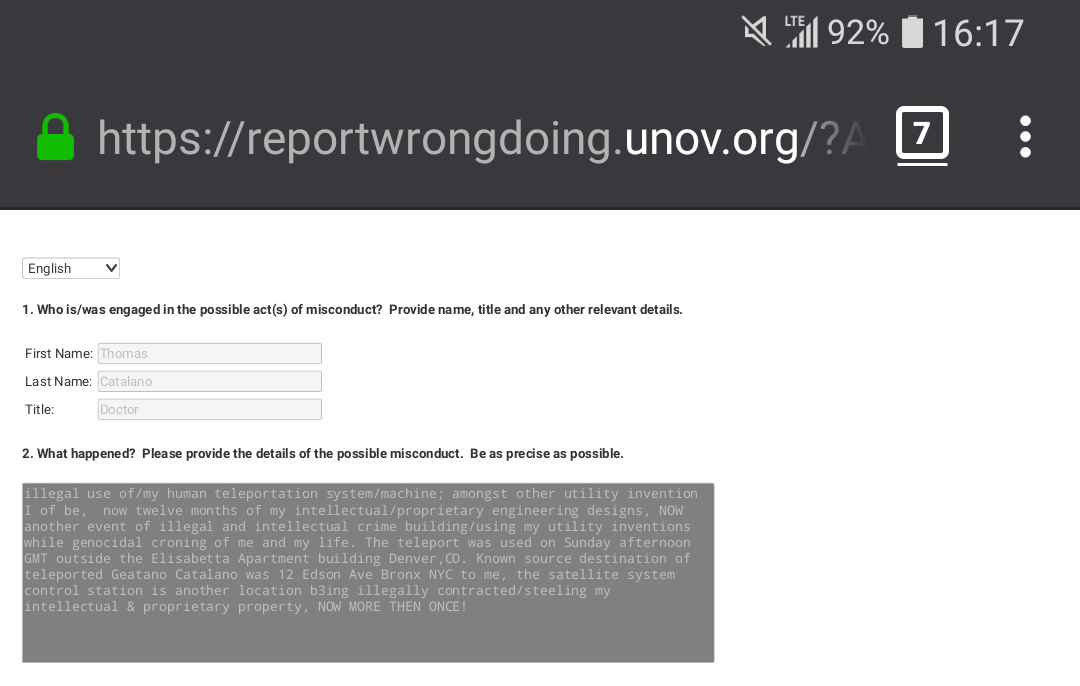 LTE 92% 16:17
https://reportwrongdoing.unov.org/?A 7
English
1. Who is/was engaged in the possible act(s) of misconduct?  Provide name, title and any other relevant details.
First Name: Thomas
Last Name: Catalano
Title: Doctor
2. What happened?  Please provide the details of the possible misconduct.  Be as precise as possible.
illegal use of/my human teleportation system/machine; amongst other utility invention
I of be,  now twelve months of my intellectual/proprietary engineering designs, NOW
another event of illegal and intellectual crime building/using my utility inventions
while genocidal croning of me and my life. The teleport was used on Sunday afternoon
GMT outside the Elisabetta Apartment building Denver,CO. Known source destination of
teleported Geatano Catalano was 12 Edson Ave Bronx NYC to me, the satellite system
control station is another location b3ing illegally contracted/steeling my
intellectual & proprietary property, NOW MORE THEN ONCE!